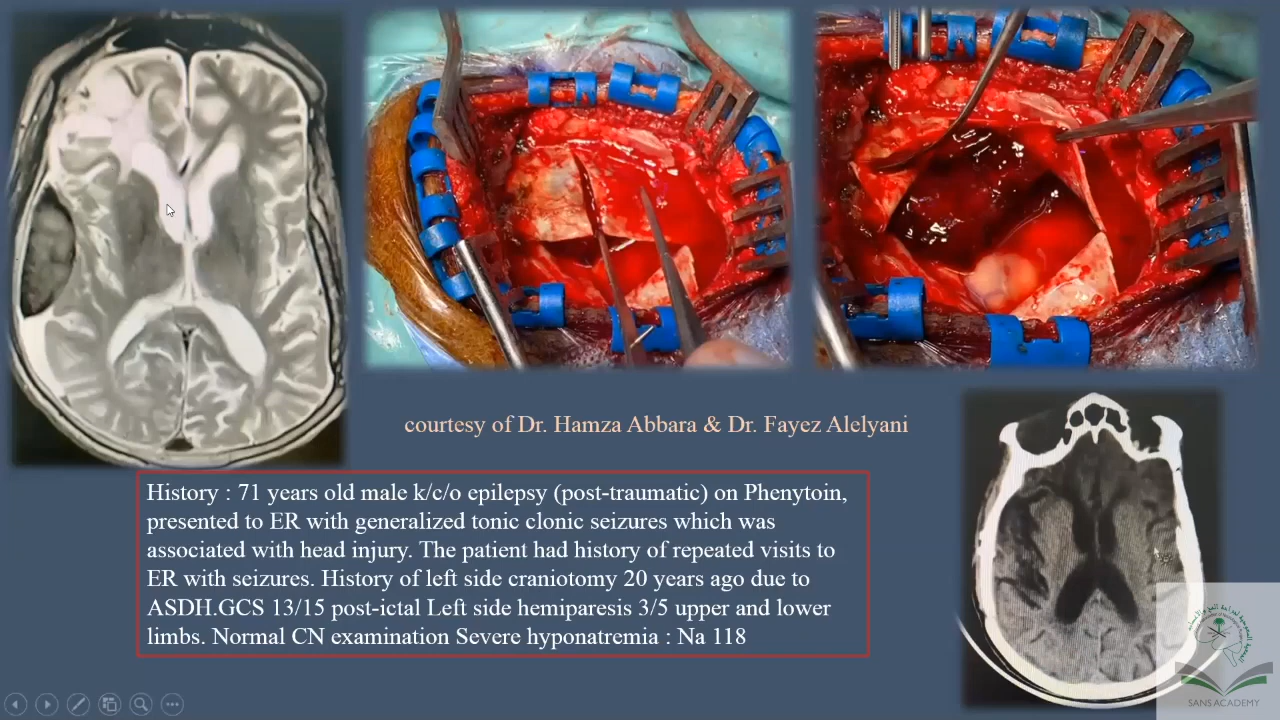 courtesy of Dr. Hamza Abbara & Dr. Fayez Alelyani
History : 71 years old male k/c/o epilepsy (post-traumatic) on Phenytoin,
presented to ER with generalized tonic clonic seizures which was
associated with head injury. The patient had history of repeated visits to
ER with seizures. History of left side craniotomy 20 years ago due to
ASDH.GCS 13/15 post-ictal Left side hemiparesis 3/5 upper and lower
limbs. Normal CN examination Severe hyponatremia : Na 118
SANS ACADEMY